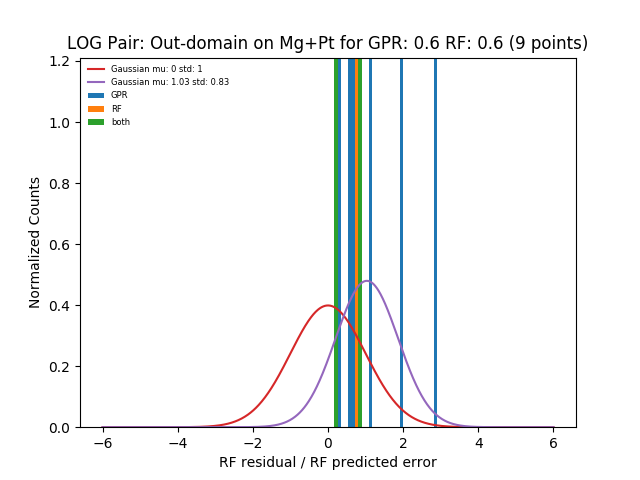 LOG Pair: Out-domain on Mg+Pt for GPR: 0.6 RF: 0.6 (9 points)
Gaussian mu: 0 std: 1
Gaussian mu: 1.03 std: 0.83
GPR
RF
both
1.2
1.0
0.8
0.6
0.4
0.2
0.0
Normalized Counts
−6 −4 −2 0 2 4 6
RF residual / RF predicted error